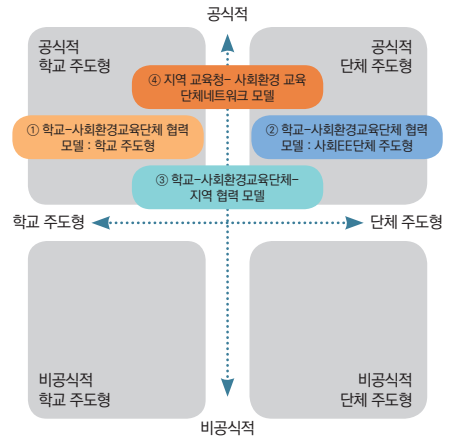 공식적
공식적
학교 주도형
공식적
단체 주도형
④ 지역 교육청- 사회환경 교육
단체네트워크 모델
① 학교-사회환경교육단체 협력
모델 : 학교 주도형
② 학교-사회환경교육단체 협력
모델 : 사회EE단체 주도형
③ 학교-사회환경교육단체-
지역 협력 모델
학교 주도형
단체 주도형
비공식적
학교 주도형
비공식적
단체 주도형
비공식적